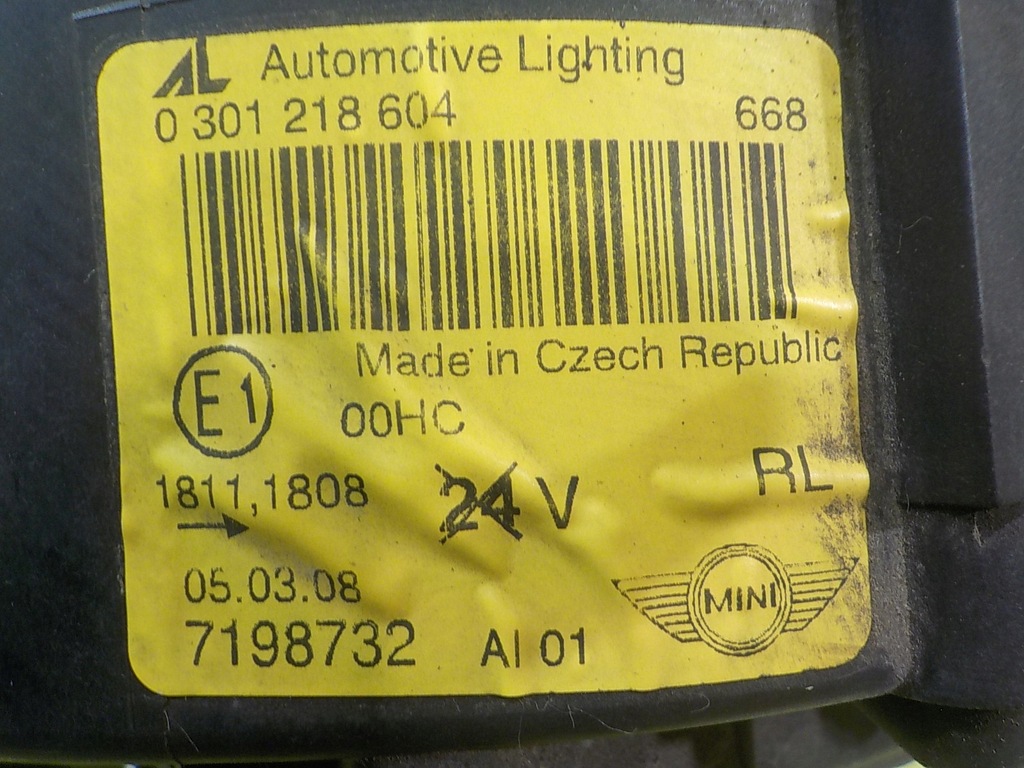 AL Automotive Lighting
0 301 218 604 668
Made in Czech Republic
E1 00HC
1811,1808 24 V RL
05.03.08 MINI
7198732 AI 01